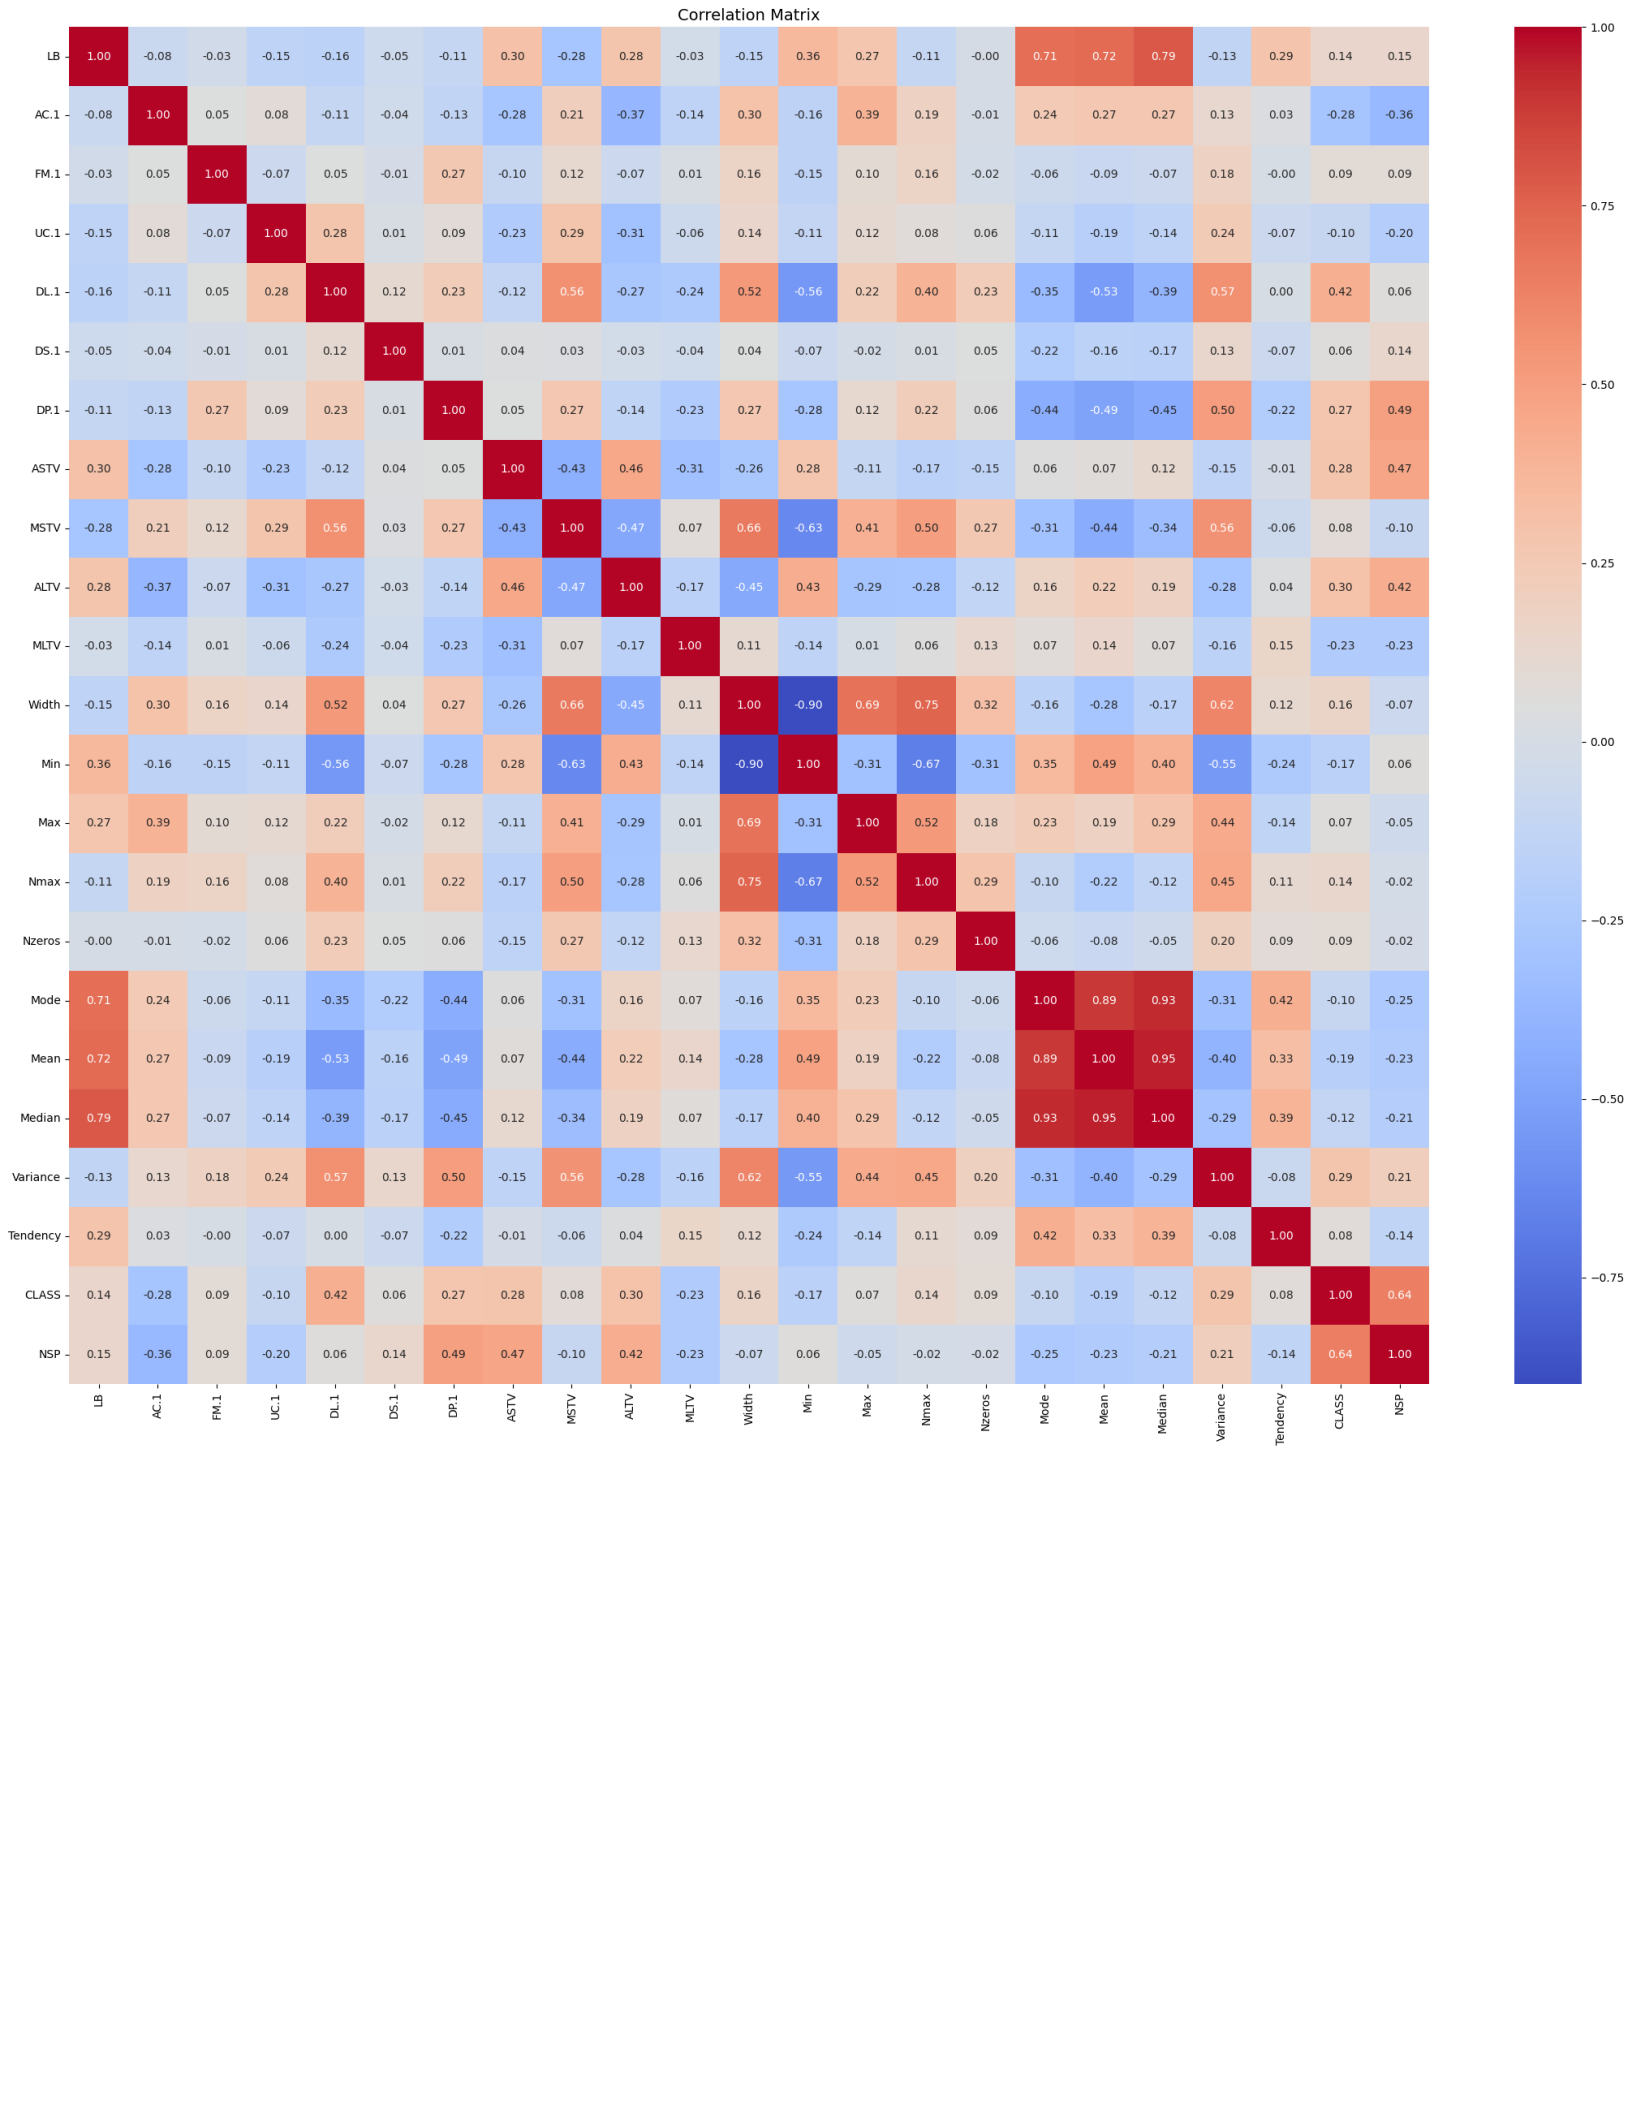 Correlation Matrix
LB 1.00 -0.08 -0.03 -0.15 -0.16 -0.05 -0.11 0.30 -0.28 0.28 -0.03 -0.15 0.36 0.27 -0.11 -0.00 0.71 0.72 0.79 -0.13 0.29 0.14 0.15
AC.1 -0.08 1.00 0.05 0.08 -0.11 -0.04 -0.13 -0.28 0.21 -0.37 -0.14 0.30 -0.16 0.39 0.19 -0.01 0.24 0.27 0.27 0.13 0.03 -0.28 -0.36
FM.1 -0.03 0.05 1.00 -0.07 0.05 -0.01 0.27 -0.10 0.12 -0.07 0.01 0.16 -0.15 0.10 0.16 -0.02 -0.06 -0.09 -0.07 0.18 -0.00 0.09 0.09
UC.1 -0.15 0.08 -0.07 1.00 0.28 0.01 0.09 -0.23 0.29 -0.31 -0.06 0.14 -0.11 0.12 0.08 0.06 -0.11 -0.19 -0.14 0.24 -0.07 -0.10 -0.20
DL.1 -0.16 -0.11 0.05 0.28 1.00 0.12 0.23 -0.12 0.56 -0.27 -0.24 0.52 -0.56 0.22 0.40 0.23 -0.35 -0.53 -0.39 0.57 0.00 0.42 0.06
DS.1 -0.05 -0.04 -0.01 0.01 0.12 1.00 0.01 0.04 0.03 -0.03 -0.04 0.04 -0.07 -0.02 0.01 0.05 -0.22 -0.16 -0.17 0.13 -0.07 0.06 0.14
DP.1 -0.11 -0.13 0.27 0.09 0.23 0.01 1.00 0.05 0.27 -0.14 -0.23 0.27 -0.28 0.12 0.22 0.06 -0.44 -0.49 -0.45 0.50 -0.22 0.27 0.49
ASTV 0.30 -0.28 -0.10 -0.23 -0.12 0.04 0.05 1.00 -0.43 0.46 -0.31 -0.26 0.28 -0.11 -0.17 -0.15 0.06 0.07 0.12 -0.15 -0.01 0.28 0.47
MSTV -0.28 0.21 0.12 0.29 0.56 0.03 0.27 -0.43 1.00 -0.47 0.07 0.66 -0.63 0.41 0.50 0.27 -0.31 -0.44 -0.34 0.56 -0.06 0.08 -0.10
ALTV 0.28 -0.37 -0.07 -0.31 -0.27 -0.03 -0.14 0.46 -0.47 1.00 -0.17 -0.45 0.43 -0.29 -0.28 -0.12 0.16 0.22 0.19 -0.28 0.04 0.30 0.42
MLTV -0.03 -0.14 0.01 -0.06 -0.24 -0.04 -0.23 -0.31 0.07 -0.17 1.00 0.11 -0.14 0.01 0.06 0.13 0.07 0.14 0.07 -0.16 0.15 -0.23 -0.23
Width -0.15 0.30 0.16 0.14 0.52 0.04 0.27 -0.26 0.66 -0.45 0.11 1.00 -0.90 0.69 0.75 0.32 -0.16 -0.28 -0.17 0.62 0.12 0.16 -0.07
Min 0.36 -0.16 -0.15 -0.11 -0.56 -0.07 -0.28 0.28 -0.63 0.43 -0.14 -0.90 1.00 -0.31 -0.67 -0.31 0.35 0.49 0.40 -0.55 -0.24 -0.17 0.06
Max 0.27 0.39 0.10 0.12 0.22 -0.02 0.12 -0.11 0.41 -0.29 0.01 0.69 -0.31 1.00 0.52 0.18 0.23 0.19 0.29 0.44 -0.14 0.07 -0.05
Nmax -0.11 0.19 0.16 0.08 0.40 0.01 0.22 -0.17 0.50 -0.28 0.06 0.75 -0.67 0.52 1.00 0.29 -0.10 -0.22 -0.12 0.45 0.11 0.14 -0.02
Nzeros -0.00 -0.01 -0.02 0.06 0.23 0.05 0.06 -0.15 0.27 -0.12 0.13 0.32 -0.31 0.18 0.29 1.00 -0.06 -0.08 -0.05 0.20 0.09 0.09 -0.02
Mode 0.71 0.24 -0.06 -0.11 -0.35 -0.22 -0.44 0.06 -0.31 0.16 0.07 -0.16 0.35 0.23 -0.10 -0.06 1.00 0.89 0.93 -0.31 0.42 -0.10 -0.25
Mean 0.72 0.27 -0.09 -0.19 -0.53 -0.16 -0.49 0.07 -0.44 0.22 0.14 -0.28 0.49 0.19 -0.22 -0.08 0.89 1.00 0.95 -0.40 0.33 -0.19 -0.23
Median 0.79 0.27 -0.07 -0.14 -0.39 -0.17 -0.45 0.12 -0.34 0.19 0.07 -0.17 0.40 0.29 -0.12 -0.05 0.93 0.95 1.00 -0.29 0.39 -0.12 -0.21
Variance -0.13 0.13 0.18 0.24 0.57 0.13 0.50 -0.15 0.56 -0.28 -0.16 0.62 -0.55 0.44 0.45 0.20 -0.31 -0.40 -0.29 1.00 -0.08 0.29 0.21
Tendency 0.29 0.03 -0.00 -0.07 0.00 -0.07 -0.22 -0.01 -0.06 0.04 0.15 0.12 -0.24 -0.14 0.11 0.09 0.42 0.33 0.39 -0.08 1.00 0.08 -0.14
CLASS 0.14 -0.28 0.09 -0.10 0.42 0.06 0.27 0.28 0.08 0.30 -0.23 0.16 -0.17 0.07 0.14 0.09 -0.10 -0.19 -0.12 0.29 0.08 1.00 0.64
NSP 0.15 -0.36 0.09 -0.20 0.06 0.14 0.49 0.47 -0.10 0.42 -0.23 -0.07 0.06 -0.05 -0.02 -0.02 -0.25 -0.23 -0.21 0.21 -0.14 0.64 1.00
LB AC.1 FM.1 UC.1 DL.1 DS.1 DP.1 ASTV MSTV ALTV MLTV Width Min Max Nmax Nzeros Mode Mean Median Variance Tendency CLASS NSP
1.00
0.75
0.50
0.25
0.00
−0.25
−0.50
−0.75